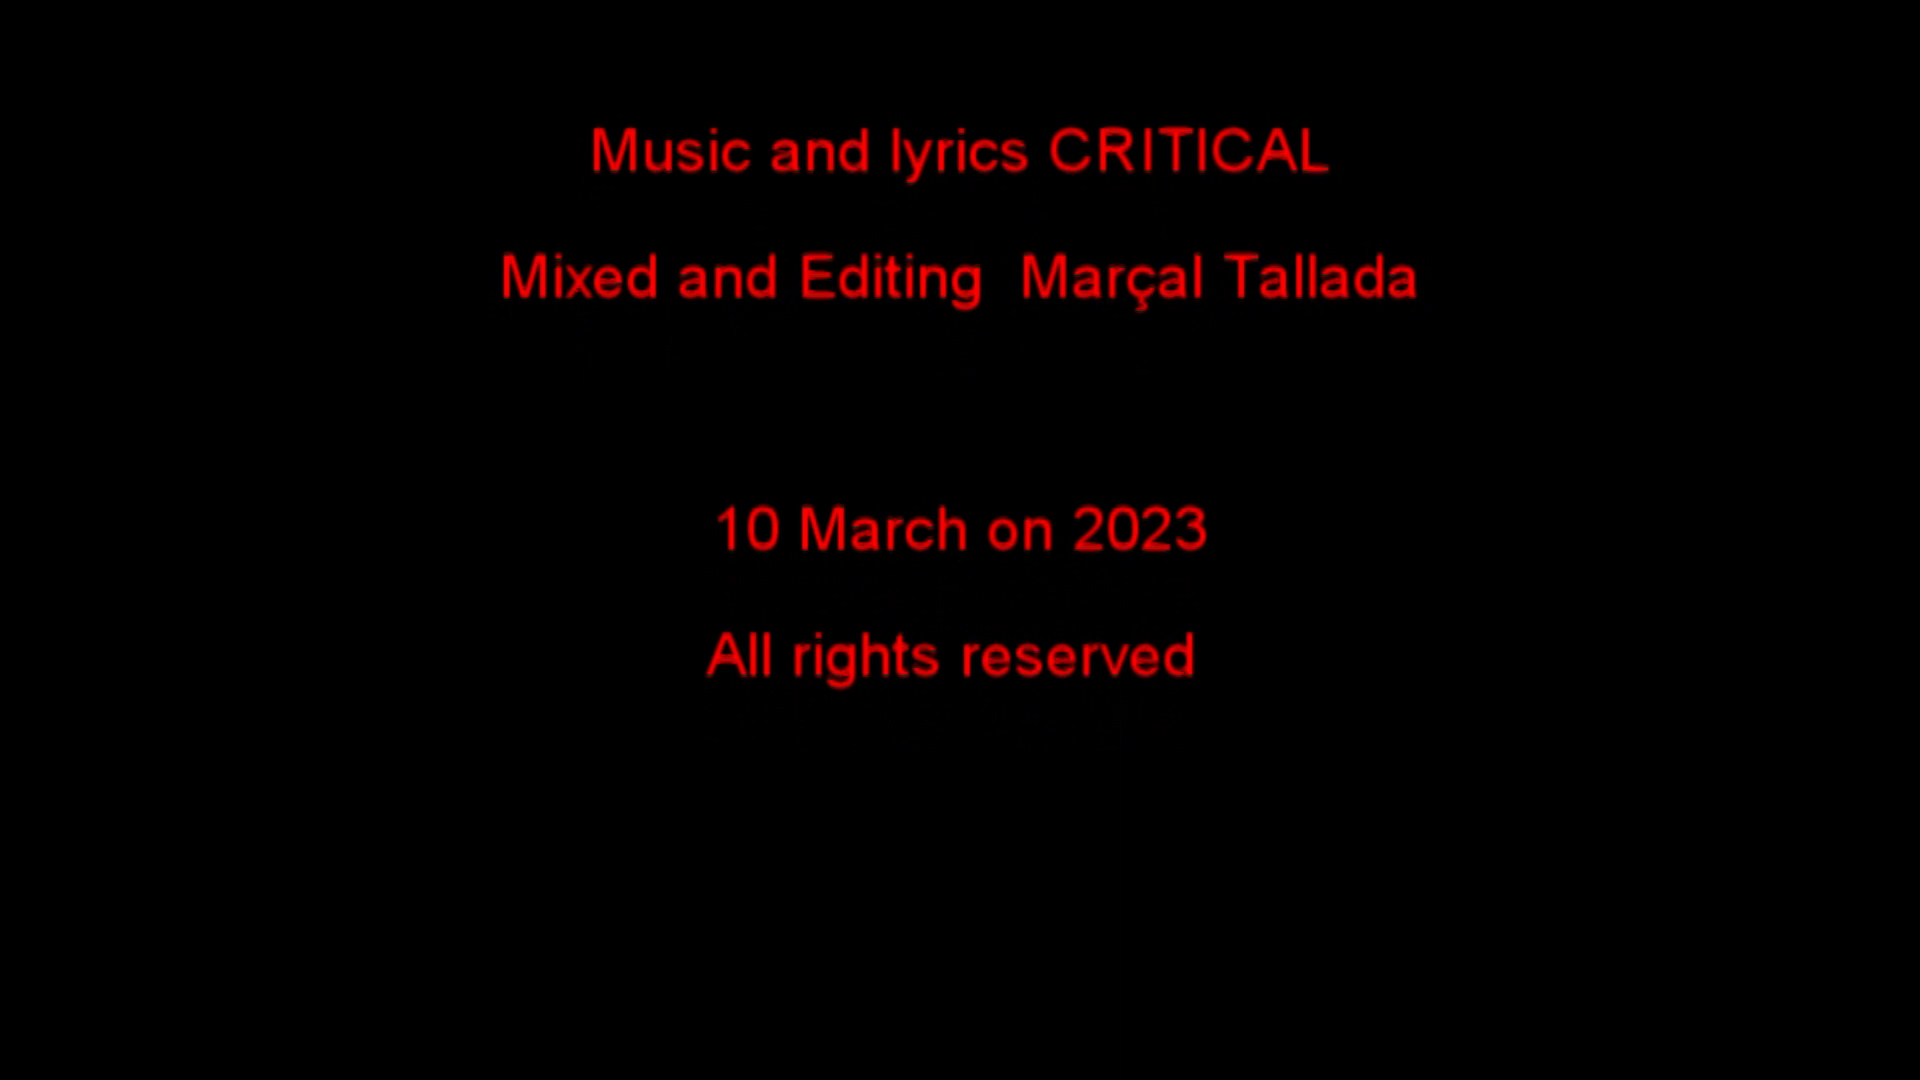 Music and lyrics CRITICAL
Mixed and Editing  Marçal Tallada
10 March on 2023
All rights reserved